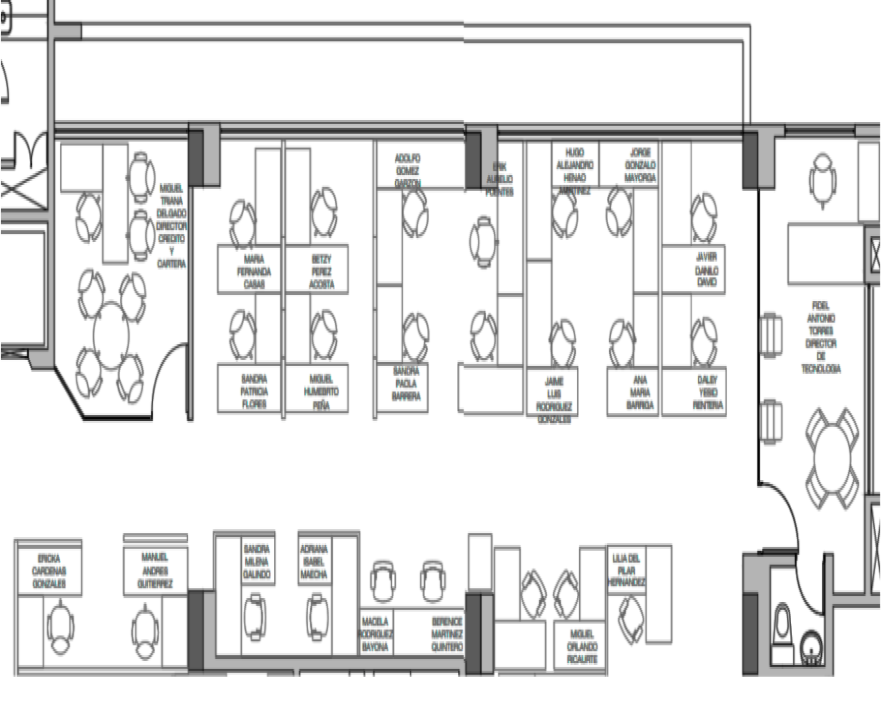 MIGUEL
TRIANA
DELGADO
DIRECTOR
CREDITO
Y
CARTERA
MARIA
FERNANDA
CASAS
BETZY
PEREZ
ACOSTA
ADOLFO
GOMEZ
GARZON
ERIK
AURELIO
PUENTES
HUGO
ALEJANDRO
HENAO
MARTINEZ
JORGE
GONZALO
MAYORGA
JAVIER
DANILO
DAVID
FIDEL
ANTONIO
TORRES
DIRECTOR
DE
TECNOLOGIA
SANDRA
PATRICIA
FLORES
MIGUEL
HUMEBRTO
PEÑA
SANDRA
PAOLA
BARRERA
JAIME
LUIS
RODRIGUEZ
GONZALES
ANA
MARIA
BARRIGA
DALEY
YESID
RENTERIA
ERICKA
CARDENAS
GONZALES
MANUEL
ANDRES
GUTIERREZ
SANDRA
MILENA
GALINDO
ADRIANA
ISABEL
MAECHA
MACELA
RODRIGUEZ
BAYONA
BERENICE
MARTINEZ
QUINTERO
MIGUEL
ORLANDO
RICAURTE
LILIA DEL
PILAR
HERNANDEZ